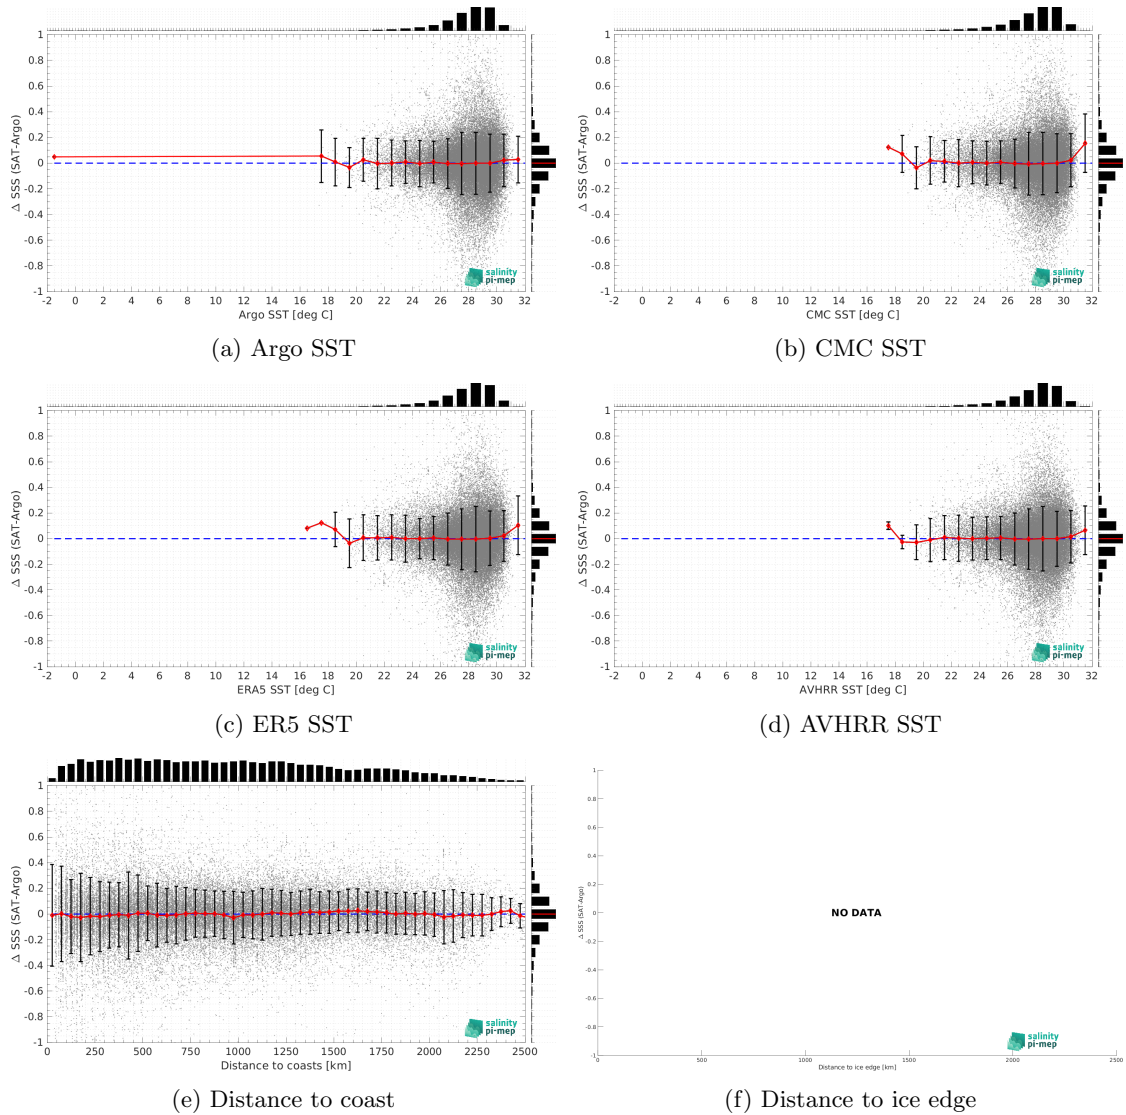 1
0.8
0.6
0.4
0.2
0
-0.2
-0.4
-0.6
-0.8
-1
Δ SSS (SAT-Argo)
salinity
pi-mep
-2 0 2 4 6 8 10 12 14 16 18 20 22 24 26 28 30 32
Argo SST [deg C]
(a) Argo SST
1
0.8
0.6
0.4
0.2
0
-0.2
-0.4
-0.6
-0.8
-1
Δ SSS (SAT-Argo)
salinity
pi-mep
-2 0 2 4 6 8 10 12 14 16 18 20 22 24 26 28 30 32
CMC SST [deg C]
(b) CMC SST
1
0.8
0.6
0.4
0.2
0
-0.2
-0.4
-0.6
-0.8
-1
Δ SSS (SAT-Argo)
salinity
pi-mep
-2 0 2 4 6 8 10 12 14 16 18 20 22 24 26 28 30 32
ERA5 SST [deg C]
(c) ER5 SST
1
0.8
0.6
0.4
0.2
0
-0.2
-0.4
-0.6
-0.8
-1
Δ SSS (SAT-Argo)
salinity
pi-mep
-2 0 2 4 6 8 10 12 14 16 18 20 22 24 26 28 30 32
AVHRR SST [deg C]
(d) AVHRR SST
1
0.8
0.6
0.4
0.2
0
-0.2
-0.4
-0.6
-0.8
-1
Δ SSS (SAT-Argo)
salinity
pi-mep
0 250 500 750 1000 1250 1500 1750 2000 2250 2500
Distance to coasts [km]
(e) Distance to coast
1
0.8
0.6
0.4
0.2
0
-0.2
-0.4
-0.6
-0.8
-1
Δ SSS (SAT-Argo)
NO DATA
salinity
pi-mep
0 500 1000 1500 2000 2500
Distance to ice edge [km]
(f) Distance to ice edge